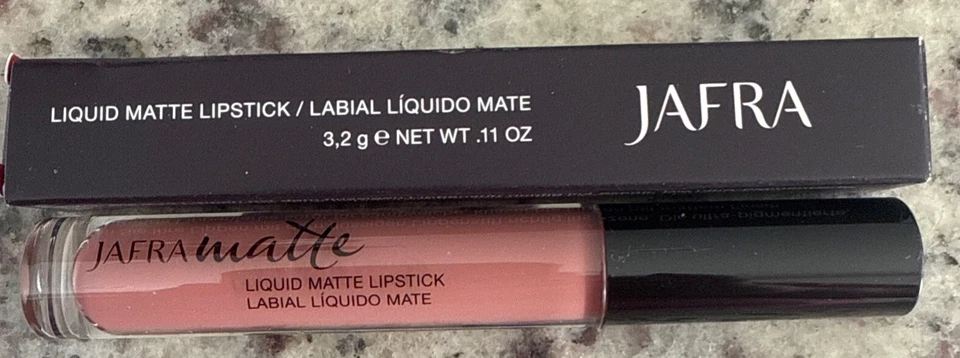 LIQUID MATTE LIPSTICK / LABIAL LÍQUIDO MATE
3,2 g ℮ NET WT .11 OZ
JAFRA
JAFRA matte
LIQUID MATTE LIPSTICK
LABIAL LÍQUIDO MATE